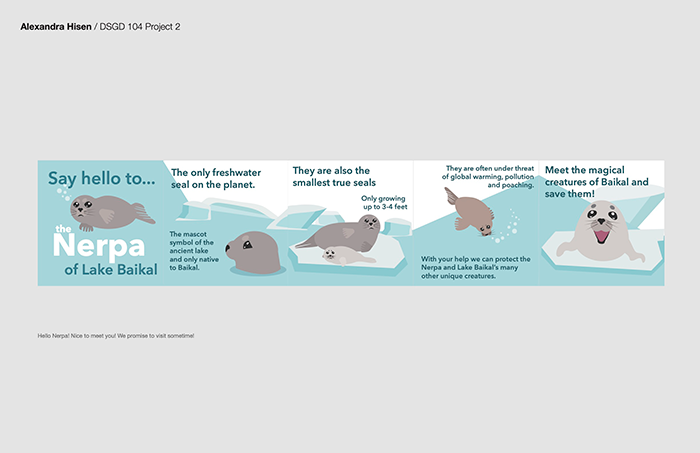 Alexandra Hisen / DSGD 104 Project 2
Say hello to...
the
Nerpa
of Lake Baikal
The only freshwater
seal on the planet.
The mascot
symbol of the
ancient lake
and only native
to Baikal.
They are also the
smallest true seals
Only growing
up to 3-4 feet
They are often under threat
of global warming, pollution
and poaching.
With your help we can protect the
Nerpa and Lake Baikal's many
other unique creatures.
Meet the magical
creatures of Baikal and
save them!
Hello Nerpa! Nice to meet you! We promise to visit sometime!